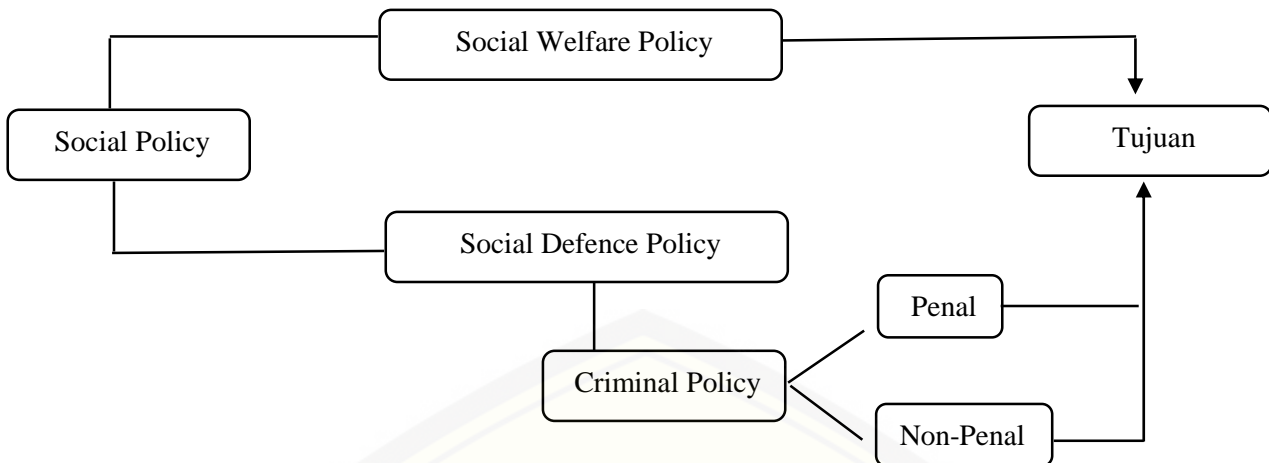 Social Welfare Policy
Social Policy
Tujuan
Social Defence Policy
Penal
Criminal Policy
Non-Penal